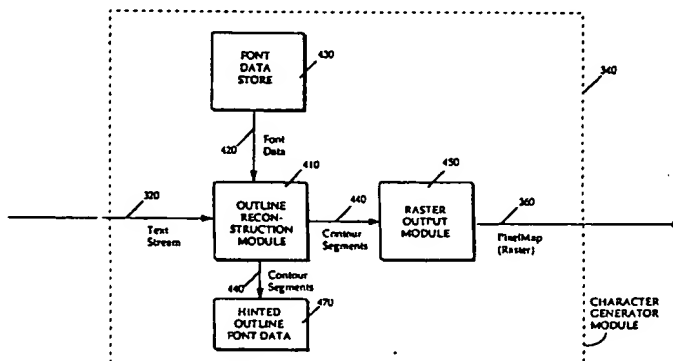 FONT
DATA
STORE
430
340
420
Font
Data
410
450
320
OUTLINE
RECON-
STRUCTION
MODULE
440
RASTER
OUTPUT
MODULE
360
Text
Stream
Contour
Segments
PixelMap
(Raster)
440
Contour
Segments
470
HINTED
OUTLINE
FONT DATA
CHARACTER
GENERATOR
MODULE